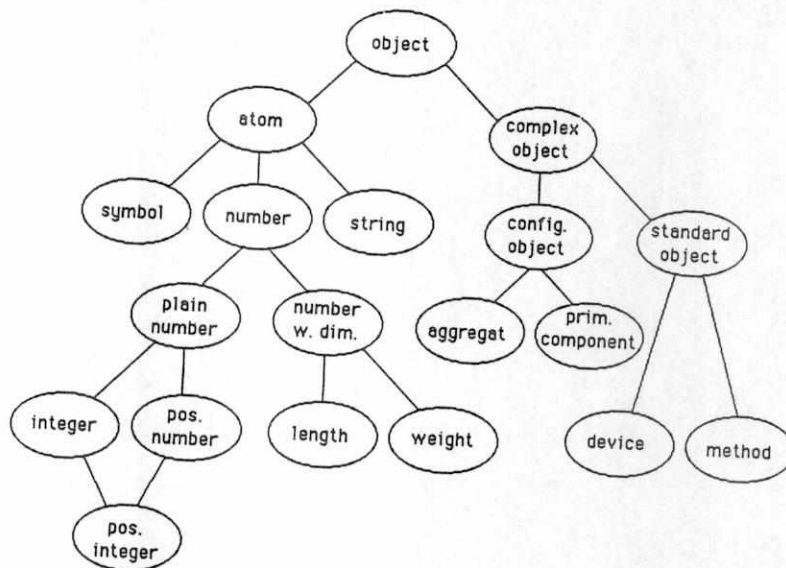 object
atom
complex
object
symbol
number
string
config.
object
standard
object
plain
number
number
w. dim.
aggregat
prim.
component
integer
pos.
number
length
weight
device
method
pos.
integer